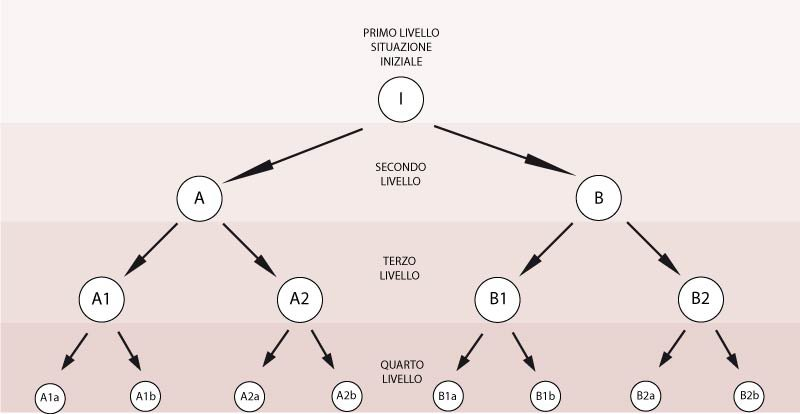 PRIMO LIVELLO
SITUAZIONE
INIZIALE
I
SECONDO
LIVELLO
A
B
TERZO
LIVELLO
A1
A2
B1
B2
QUARTO
LIVELLO
A1a
A1b
A2a
A2b
B1a
B1b
B2a
B2b